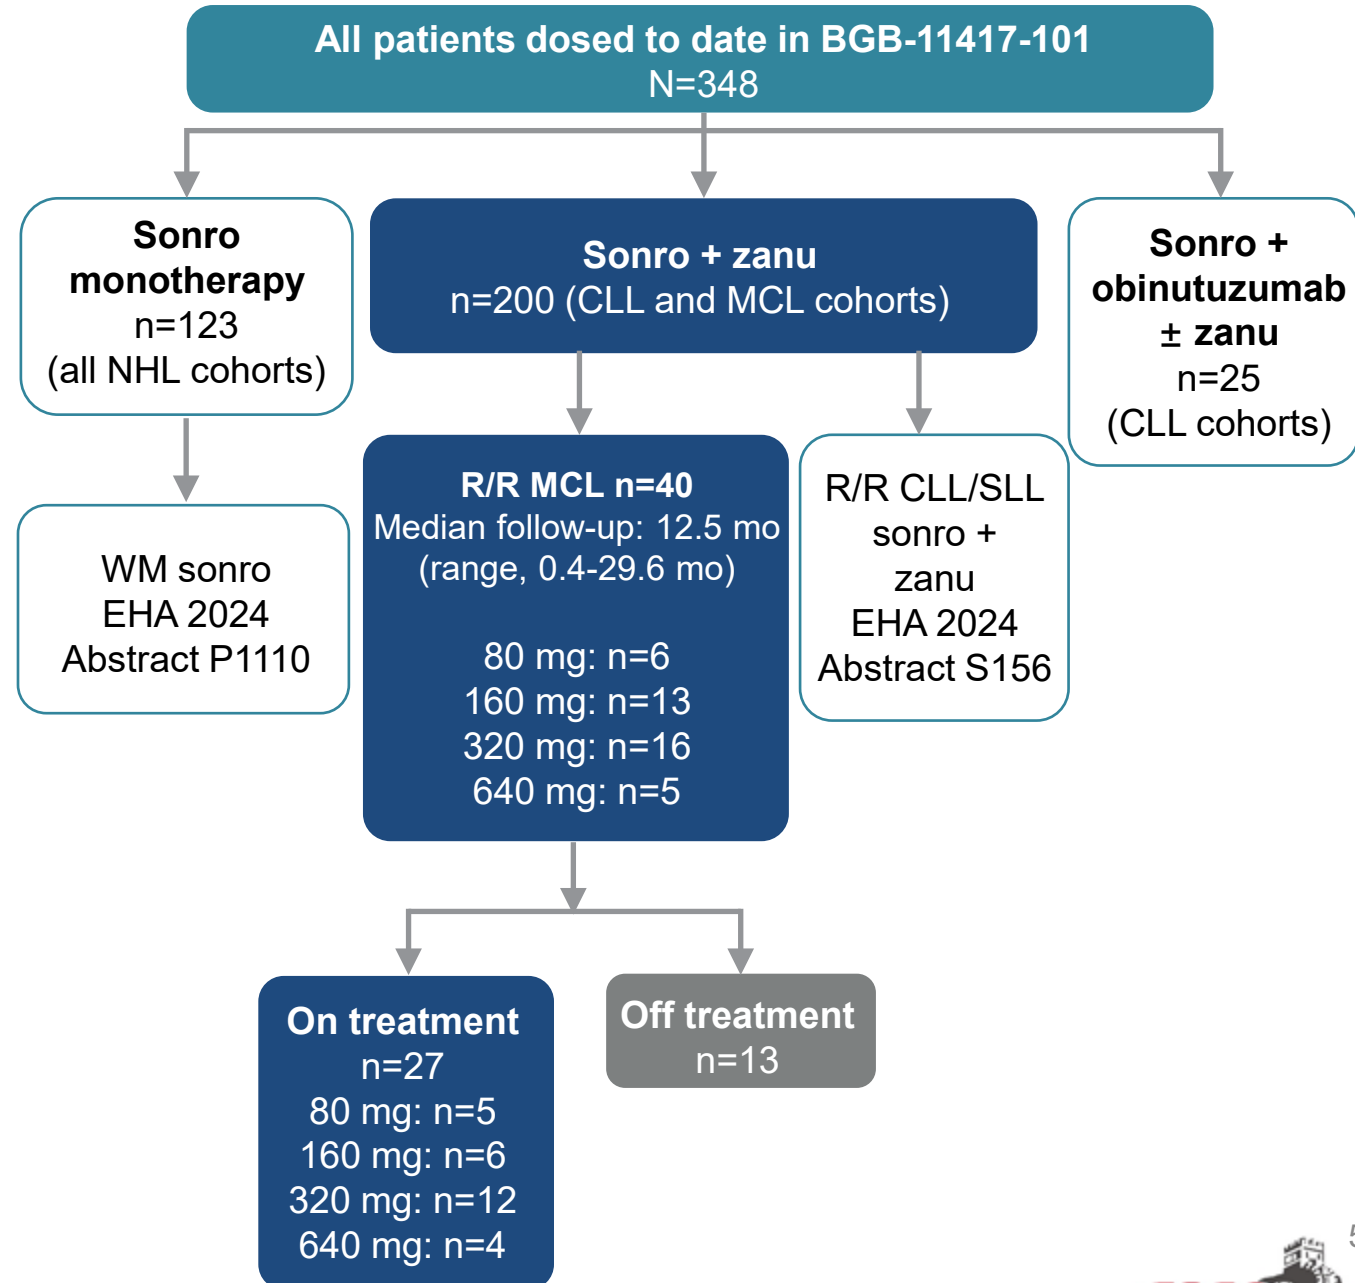 All patients dosed to date in BGB-11417-101
N=348
Sonro
monotherapy
n=123
(all NHL cohorts)
Sonro + zanu
n=200 (CLL and MCL cohorts)
Sonro +
obinutuzumab
± zanu
n=25
(CLL cohorts)
WM sonro
EHA 2024
Abstract P1110
R/R MCL n=40
Median follow-up: 12.5 mo
(range, 0.4-29.6 mo)
80 mg: n=6
160 mg: n=13
320 mg: n=16
640 mg: n=5
R/R CLL/SLL
sonro +
zanu
EHA 2024
Abstract S156
On treatment
n=27
80 mg: n=5
160 mg: n=6
320 mg: n=12
640 mg: n=4
Off treatment
n=13
5